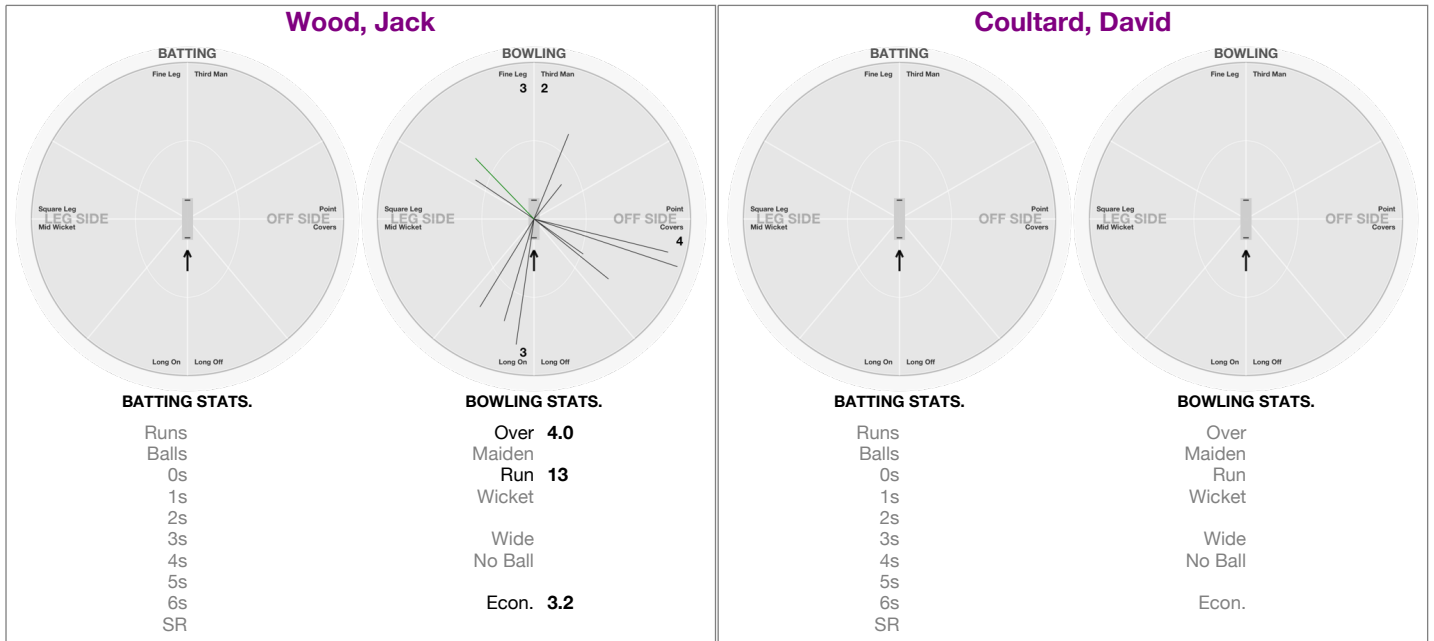 Wood, Jack
BATTING
Fine Leg Third Man
Square Leg
LEG SIDE
Mid Wicket
Point
OFF SIDE
Covers
Long On Long Off
BOWLING
Fine Leg Third Man
3 2
Square Leg
LEG SIDE
Mid Wicket
Point
OFF SIDE
Covers
4
3
Long On Long Off
BATTING STATS.
Runs
Balls
0s
1s
2s
3s
4s
5s
6s
SR
BOWLING STATS.
Over 4.0
Maiden
Run 13
Wicket
Wide
No Ball
Econ. 3.2
Coultard, David
BATTING
Fine Leg Third Man
Square Leg
LEG SIDE
Mid Wicket
Point
OFF SIDE
Covers
Long On Long Off
BOWLING
Fine Leg Third Man
Square Leg
LEG SIDE
Mid Wicket
Point
OFF SIDE
Covers
Long On Long Off
BATTING STATS.
Runs
Balls
0s
1s
2s
3s
4s
5s
6s
SR
BOWLING STATS.
Over
Maiden
Run
Wicket
Wide
No Ball
Econ.